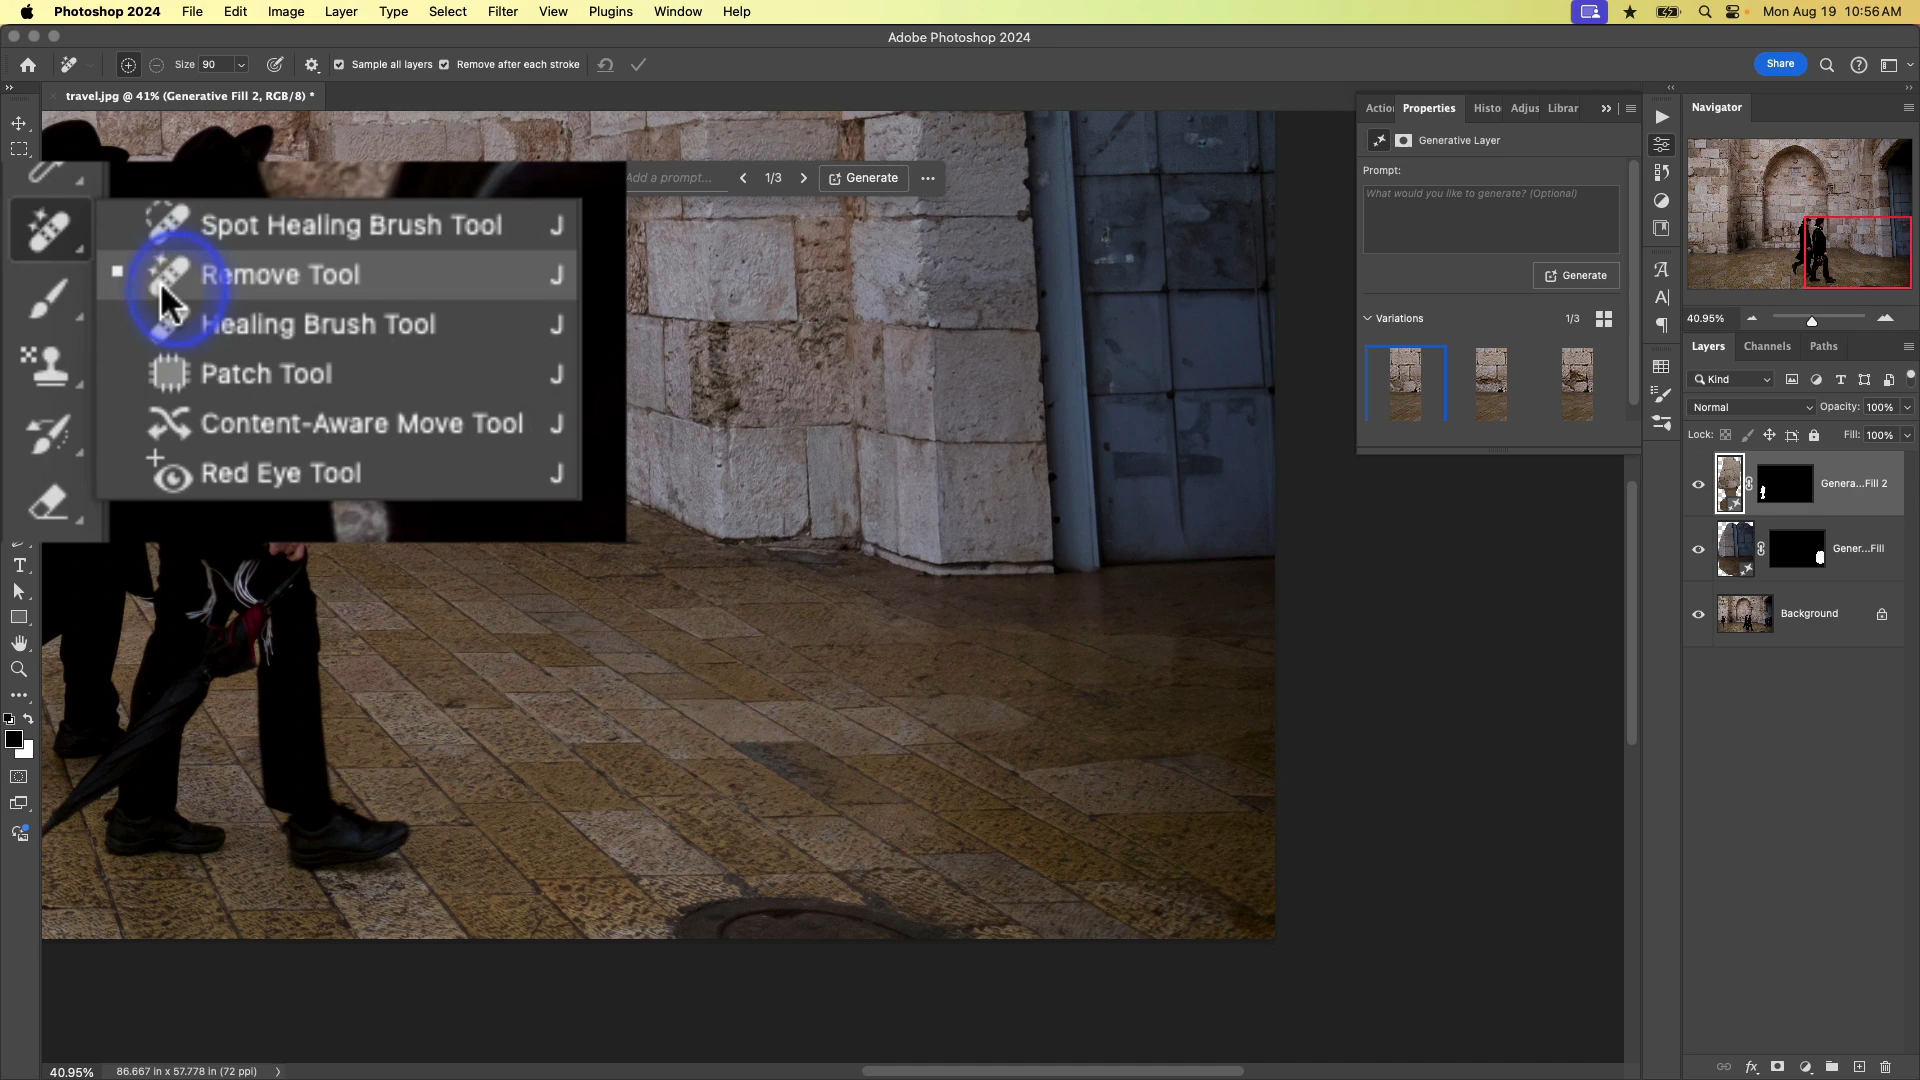 Photoshop 2024 File Edit Image Layer Type Select Filter View Plugins Window Help Mon Aug 19 10:56 AM
Adobe Photoshop 2024
Size 90 Sample all layers Remove after each stroke Share
travel.jpg @ 41% (Generative Fill 2, RGB/8) *
Spot Healing Brush Tool J
Remove Tool J
Healing Brush Tool J
Patch Tool J
Content-Aware Move Tool J
Red Eye Tool J
Add a prompt... 1/3 Generate ...
Properties Histo Adjus Librar
Generative Layer
Prompt:
What would you like to generate? (Optional)
Generate
Variations 1/3
Navigator
40.95%
Layers Channels Paths
Kind
Normal Opacity: 100%
Lock: Fill: 100%
Genera...Fill 2
Gener...Fill
Background
40.95% 86.667 in x 57.778 in (72 ppi)